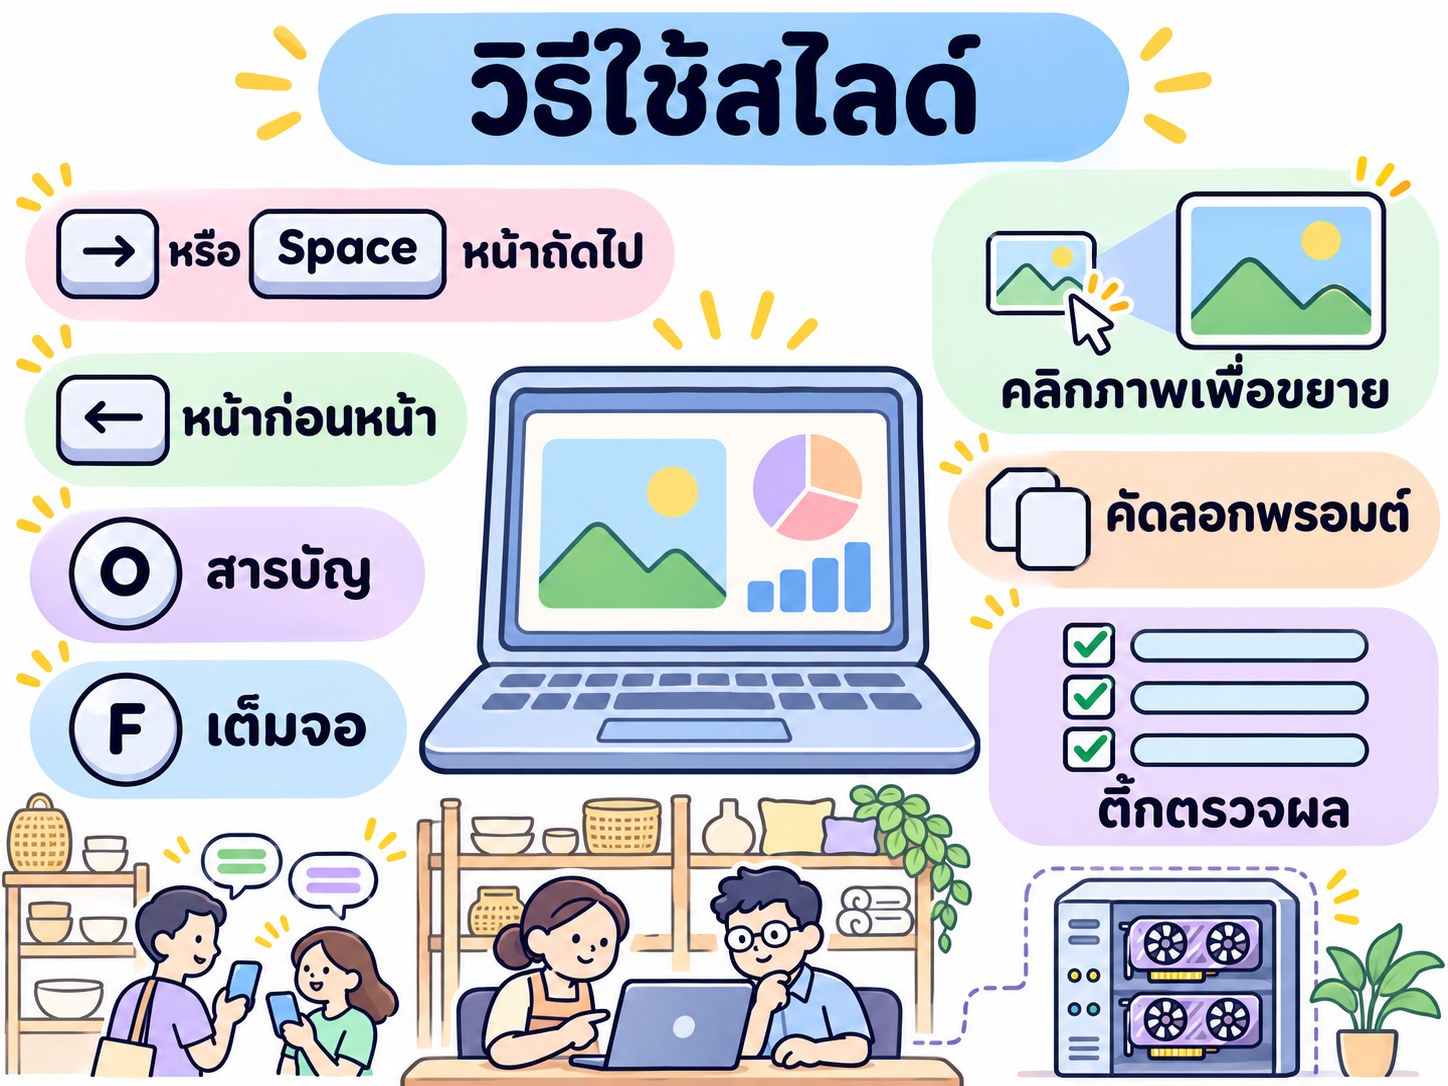 วิธีใช้สไลด์
→ หรือ Space หน้าถัดไป
← หน้าก่อนหน้า
O สารบัญ
F เต็มจอ
คลิกภาพเพื่อขยาย
คัดลอกพรอมต์
ติ๊กตรวจผล